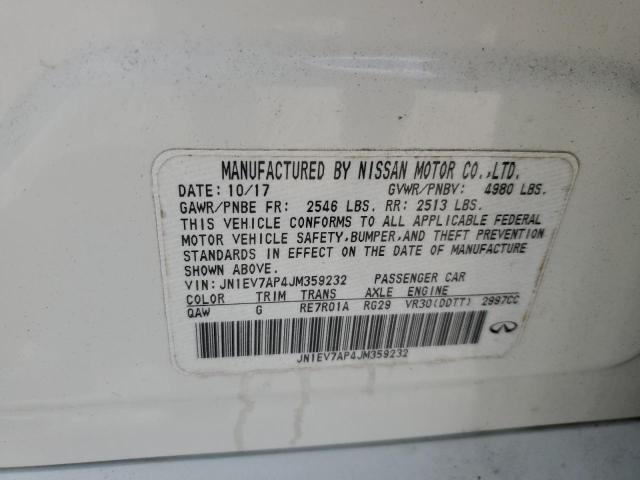 MANUFACTURED BY NISSAN MOTOR CO.,LTD.
DATE: 10/17 GVWR/PNBV: 4980 LBS.
GAWR/PNBE FR: 2546 LBS. RR: 2513 LBS.
THIS VEHICLE CONFORMS TO ALL APPLICABLE FEDERAL
MOTOR VEHICLE SAFETY,BUMPER,AND THEFT PREVENTION
STANDARDS IN EFFECT ON THE DATE OF MANUFACTURE
SHOWN ABOVE.
VIN: JN1EV7AP4JM359232 PASSENGER CAR
COLOR TRIM TRANS AXLE ENGINE
QAW G RE7R01A RG29 VR30(DDTT) 2997CC
JN1EV7AP4JM359232